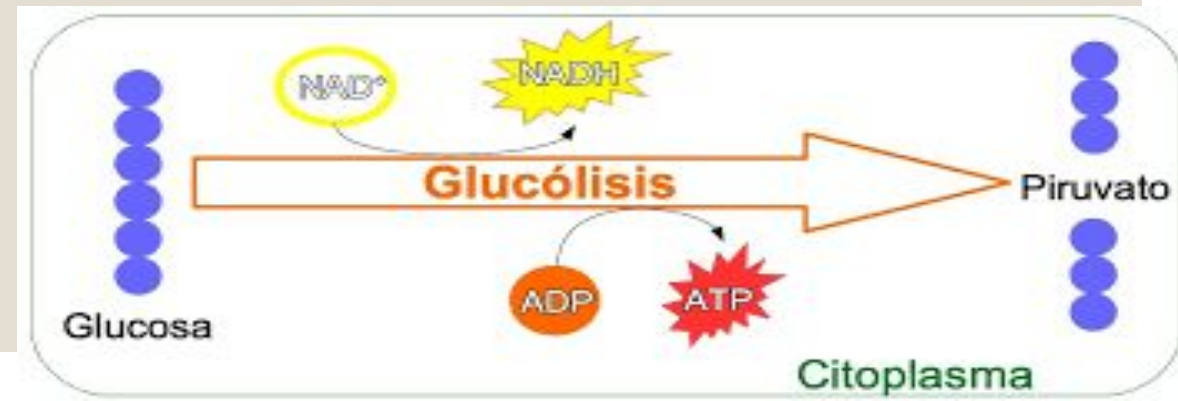 NAD+
NADH
Glucólisis
Piruvato
ADP
ATP
Glucosa
Citoplasma